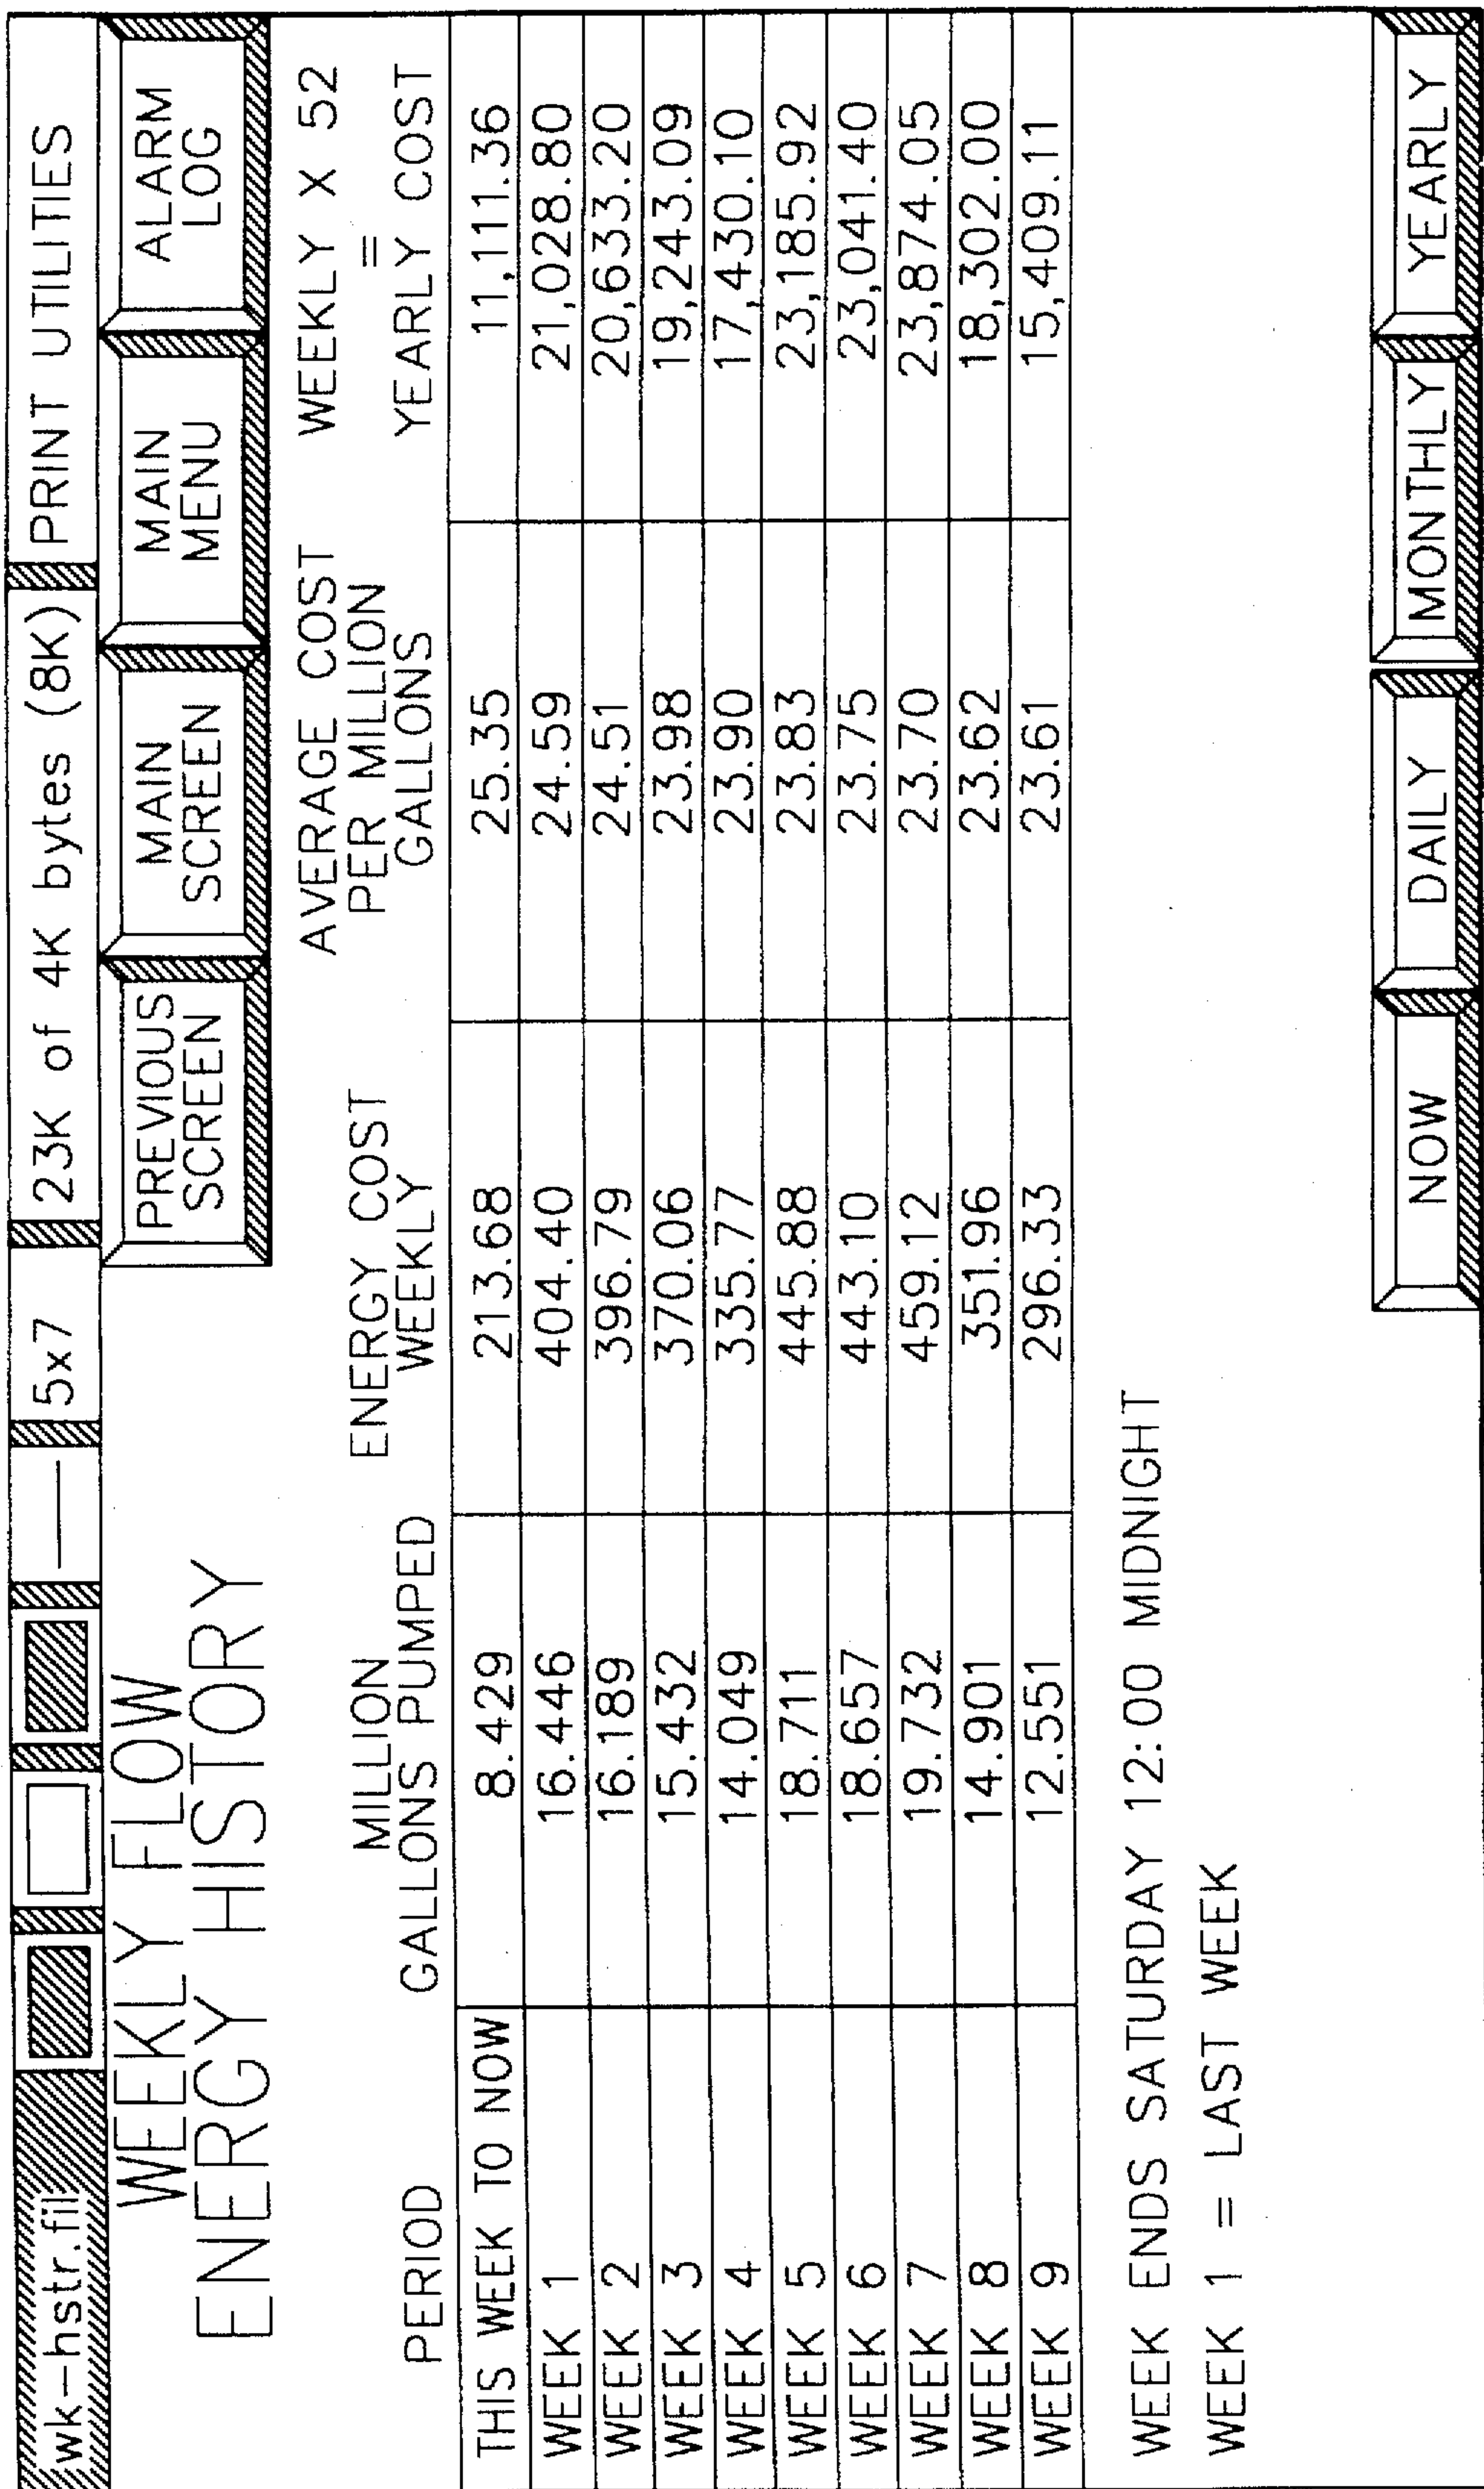 wk-hstr.fil 5x7 23K of 4K bytes (8K) PRINT UTILITIES
WEEKLY FLOW
ENERGY HISTORY
PREVIOUS
SCREEN
MAIN
SCREEN
MAIN
MENU
ALARM
LOG
PERIOD
MILLION
GALLONS PUMPED
ENERGY COST
WEEKLY
AVERAGE COST
PER MILLION
GALLONS
WEEKLY X 52
=
YEARLY COST
THIS WEEK TO NOW 8.429 213.68 25.35 11,111.36
WEEK 1 16.446 404.40 24.59 21,028.80
WEEK 2 16.189 396.79 24.51 20,633.20
WEEK 3 15.432 370.06 23.98 19,243.09
WEEK 4 14.049 335.77 23.90 17,430.10
WEEK 5 18.711 445.88 23.83 23,185.92
WEEK 6 18.657 443.10 23.75 23,041.40
WEEK 7 19.732 459.12 23.70 23,874.05
WEEK 8 14.901 351.96 23.62 18,302.00
WEEK 9 12.551 296.33 23.61 15,409.11
WEEK ENDS SATURDAY 12:00 MIDNIGHT
WEEK 1 = LAST WEEK
NOW DAILY MONTHLY YEARLY